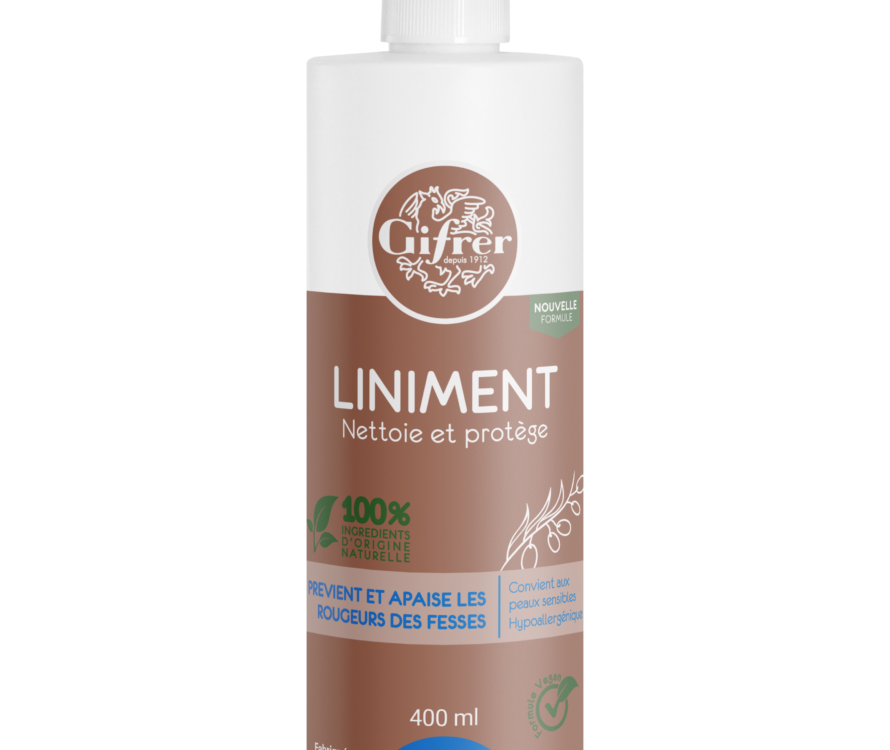 Gifrer
depuis 1912
NOUVELLE
FORMULE
LINIMENT
Nettoie et protège
100%
INGREDIENTS
D'ORIGINE
NATURELLE
PREVIENT ET APAISE LES
ROUGEURS DES FESSES
Convient aux
peaux sensibles
Hypoallergénique
Formule Vegan
400 ml